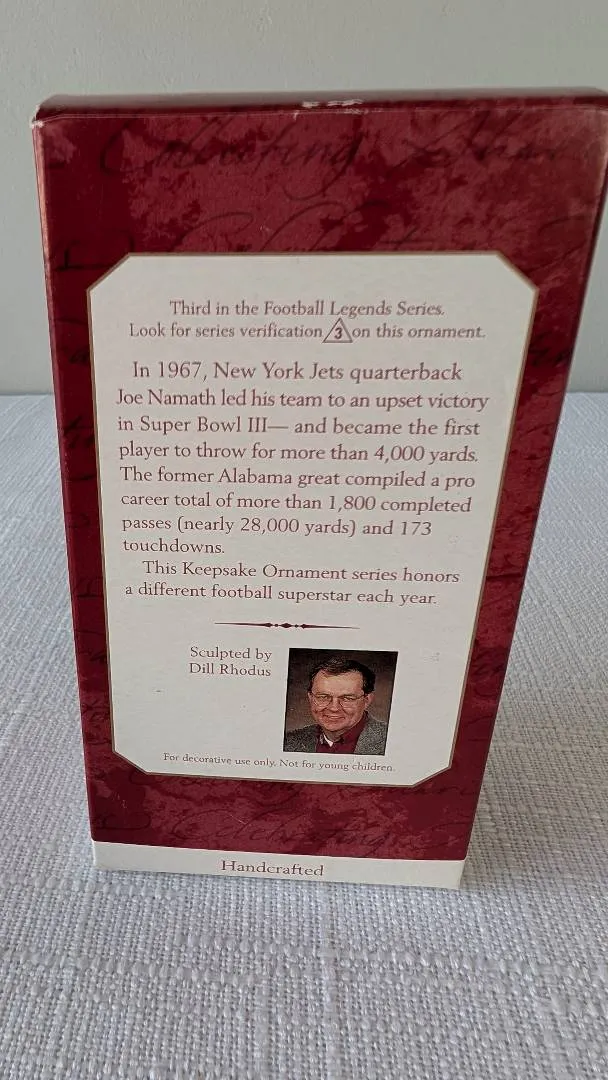 Collecting
Third in the Football Legends Series.
Look for series verification 3 on this ornament.
In 1967, New York Jets quarterback
Joe Namath led his team to an upset victory
in Super Bowl III— and became the first
player to throw for more than 4,000 yards.
The former Alabama great compiled a pro
career total of more than 1,800 completed
passes (nearly 28,000 yards) and 173
touchdowns.
This Keepsake Ornament series honors
a different football superstar each year.
Sculpted by
Dill Rhodus
For decorative use only. Not for young children.
Celebrating
Handcrafted